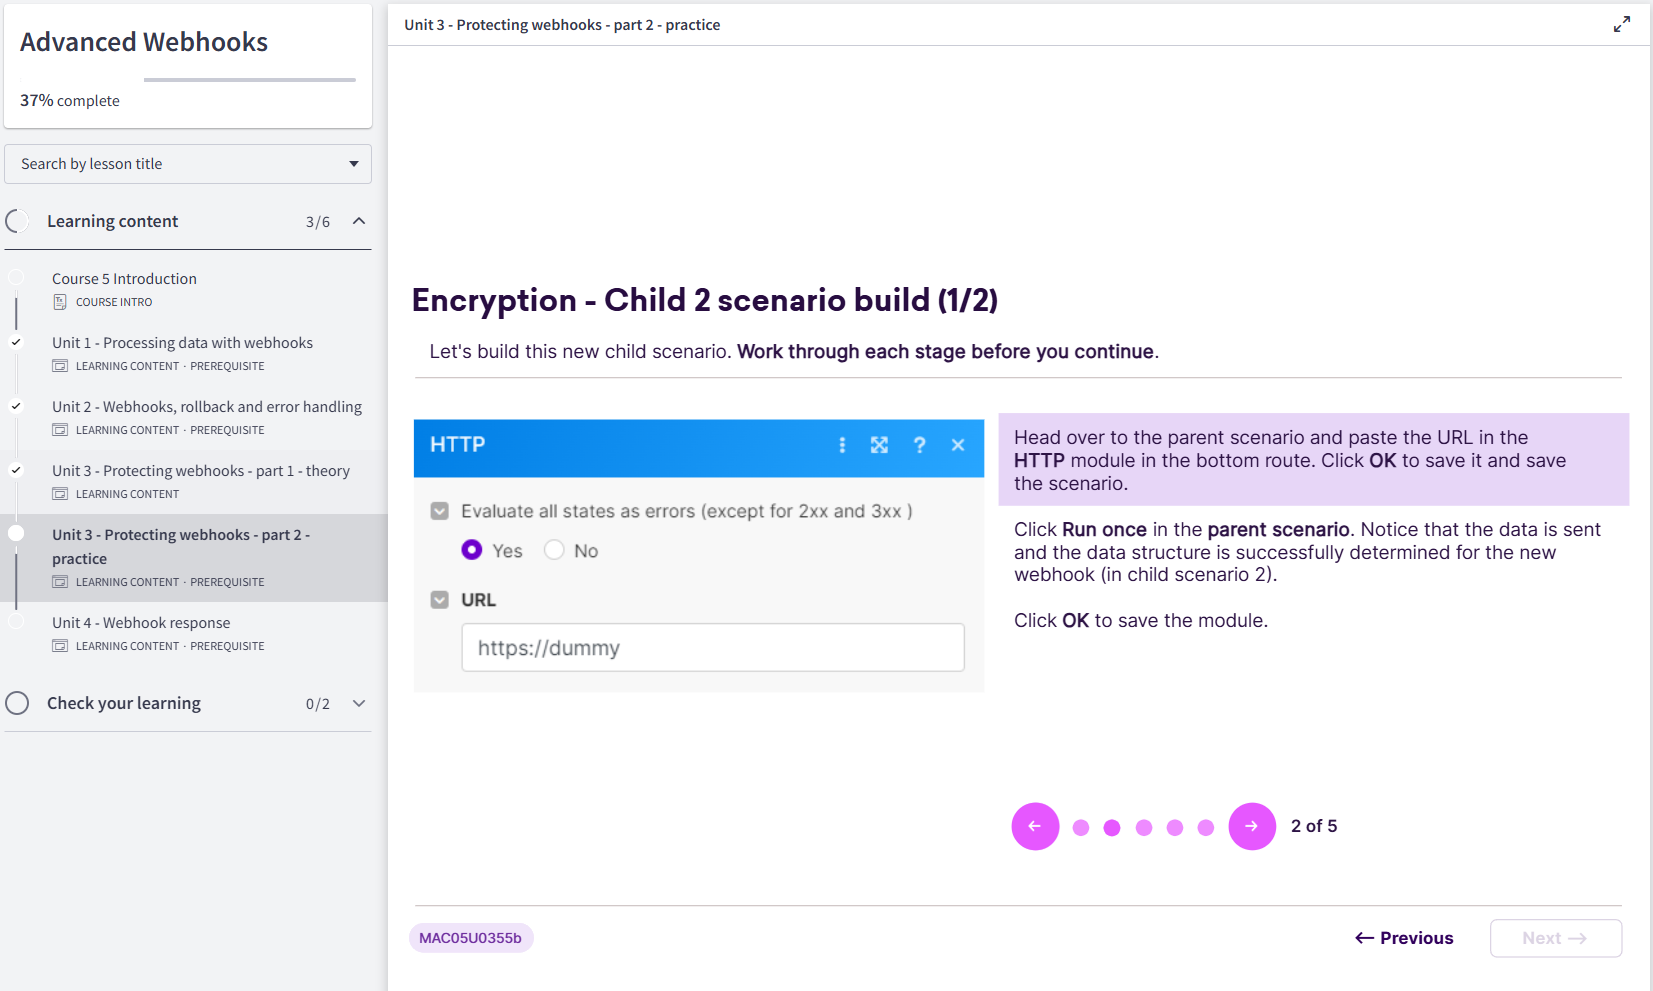 Advanced Webhooks
37% complete
Search by lesson title
Learning content 3/6
Course 5 Introduction
COURSE INTRO
Unit 1 - Processing data with webhooks
LEARNING CONTENT · PREREQUISITE
Unit 2 - Webhooks, rollback and error handling
LEARNING CONTENT · PREREQUISITE
Unit 3 - Protecting webhooks - part 1 - theory
LEARNING CONTENT
Unit 3 - Protecting webhooks - part 2 -
practice
LEARNING CONTENT · PREREQUISITE
Unit 4 - Webhook response
LEARNING CONTENT · PREREQUISITE
Check your learning 0/2
Unit 3 - Protecting webhooks - part 2 - practice
Encryption - Child 2 scenario build (1/2)
Let's build this new child scenario. Work through each stage before you continue.
HTTP ?
Evaluate all states as errors (except for 2xx and 3xx )
Yes No
URL
https://dummy
Head over to the parent scenario and paste the URL in the
HTTP module in the bottom route. Click OK to save it and save
the scenario.
Click Run once in the parent scenario. Notice that the data is sent
and the data structure is successfully determined for the new
webhook (in child scenario 2).
Click OK to save the module.
← → 2 of 5
MAC05U0355b
← Previous Next →